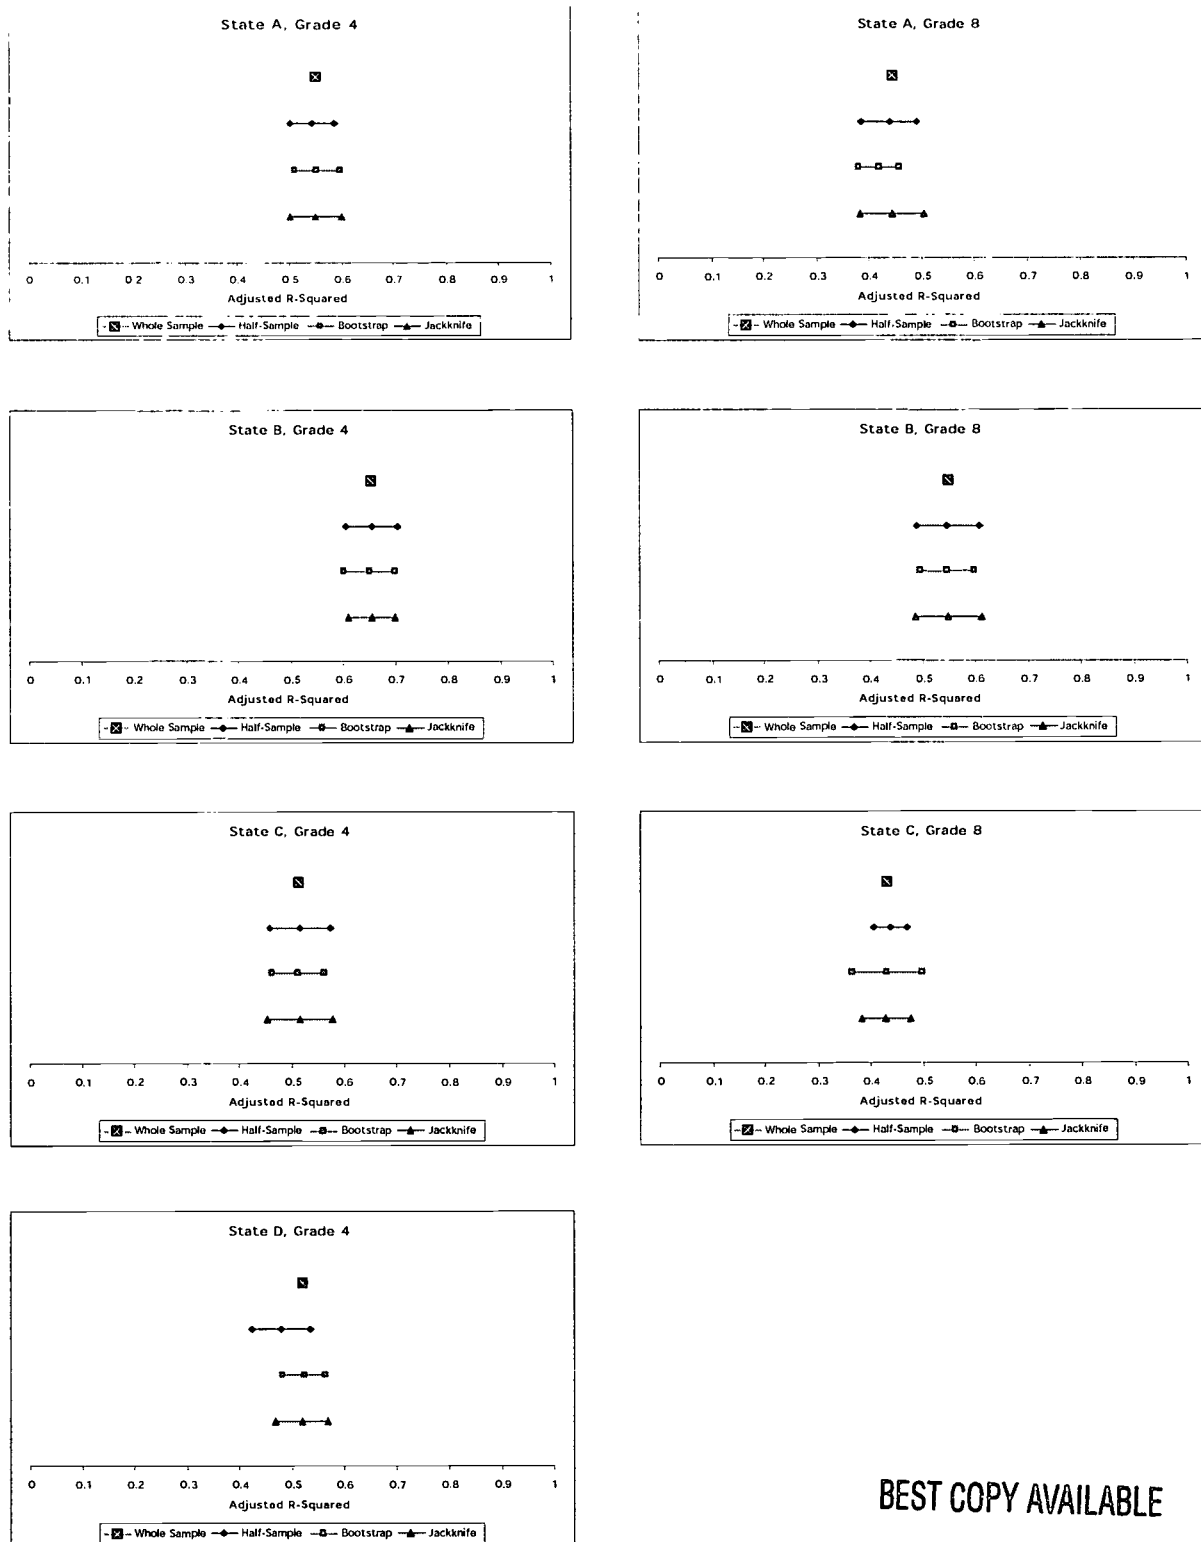 State A, Grade 4
0 0.1 0 2 0.3 0.4 0.5 0.6 0.7 0.8 0.9 1
Adjusted R-Squared
Whole Sample Half-Sample Bootstrap Jackknife
State A, Grade 8
0 0.1 0.2 0.3 0.4 0.5 0.6 0.7 0.8 0.9 1
Adjusted R-Squared
Whole Sample Half-Sample Bootstrap Jackknife
State B, Grade 4
0 0.1 0.2 0.3 0.4 0.5 0.6 0.7 0.8 0.9 1
Adjusted R-Squared
Whole Sample Half-Sample Bootstrap Jackknife
State B, Grade 8
0 0.1 0.2 0.3 0.4 0.5 0.6 0.7 0.8 0.9 1
Adjusted R-Squared
Whole Sample Half-Sample Bootstrap Jackknife
State C, Grade 4
0 0.1 0.2 0.3 0.4 0.5 0.6 0.7 0.8 0.9 1
Adjusted R-Squared
Whole Sample Half-Sample Bootstrap Jackknife
State C, Grade 8
0 0.1 0.2 0.3 0.4 0.5 0.6 0.7 0.8 0.9 1
Adjusted R-Squared
Whole Sample Half-Sample Bootstrap Jackknife
State D, Grade 4
0 0.1 0.2 0.3 0.4 0.5 0.6 0.7 0.8 0.9 1
Adjusted R-Squared
Whole Sample Half-Sample Bootstrap Jackknife
BEST COPY AVAILABLE